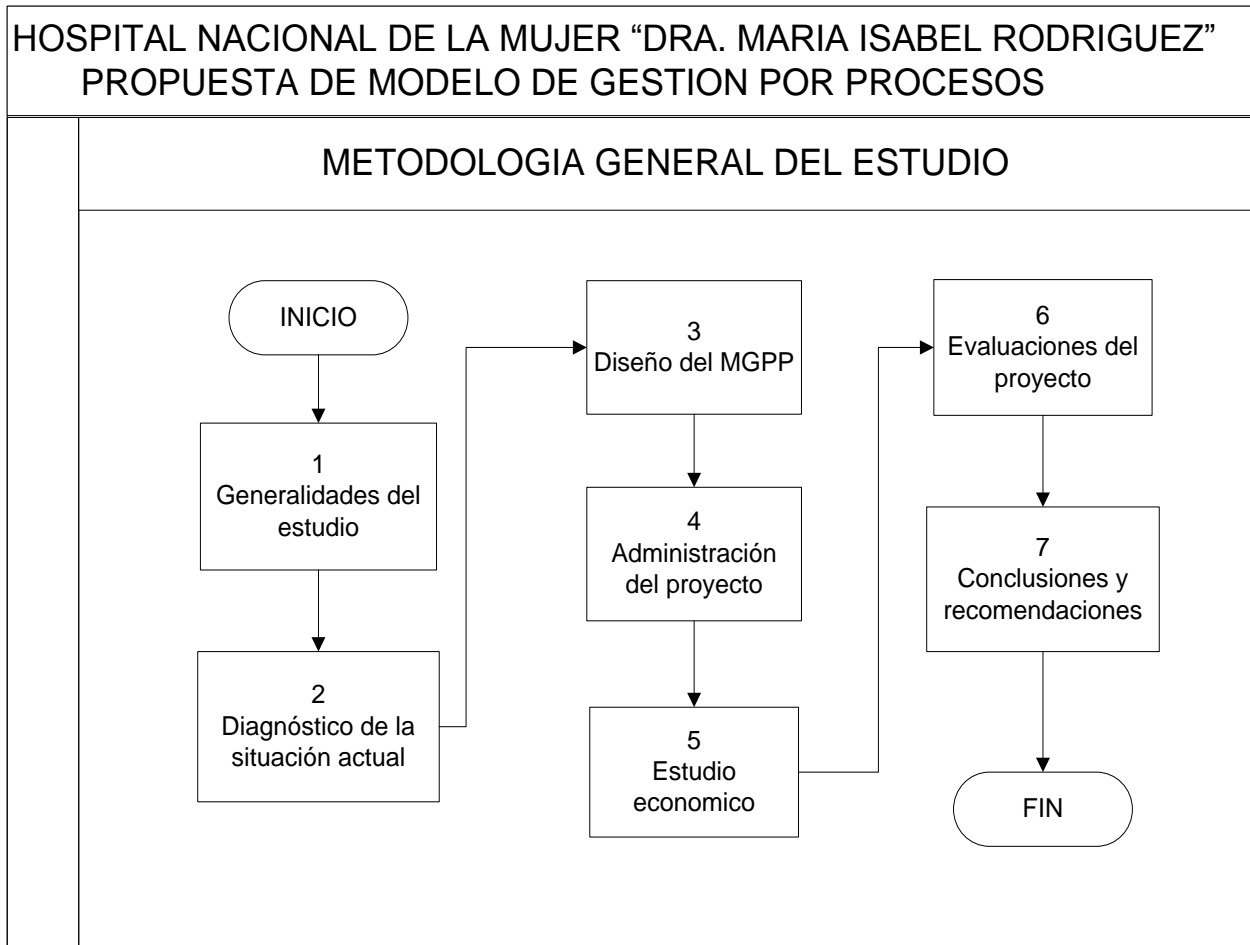 HOSPITAL NACIONAL DE LA MUJER “DRA. MARIA ISABEL RODRIGUEZ”
PROPUESTA DE MODELO DE GESTION POR PROCESOS
METODOLOGIA GENERAL DEL ESTUDIO
INICIO
1
Generalidades del
estudio
2
Diagnóstico de la
situación actual
3
Diseño del MGPP
4
Administración
del proyecto
5
Estudio
economico
6
Evaluaciones del
proyecto
7
Conclusiones y
recomendaciones
FIN